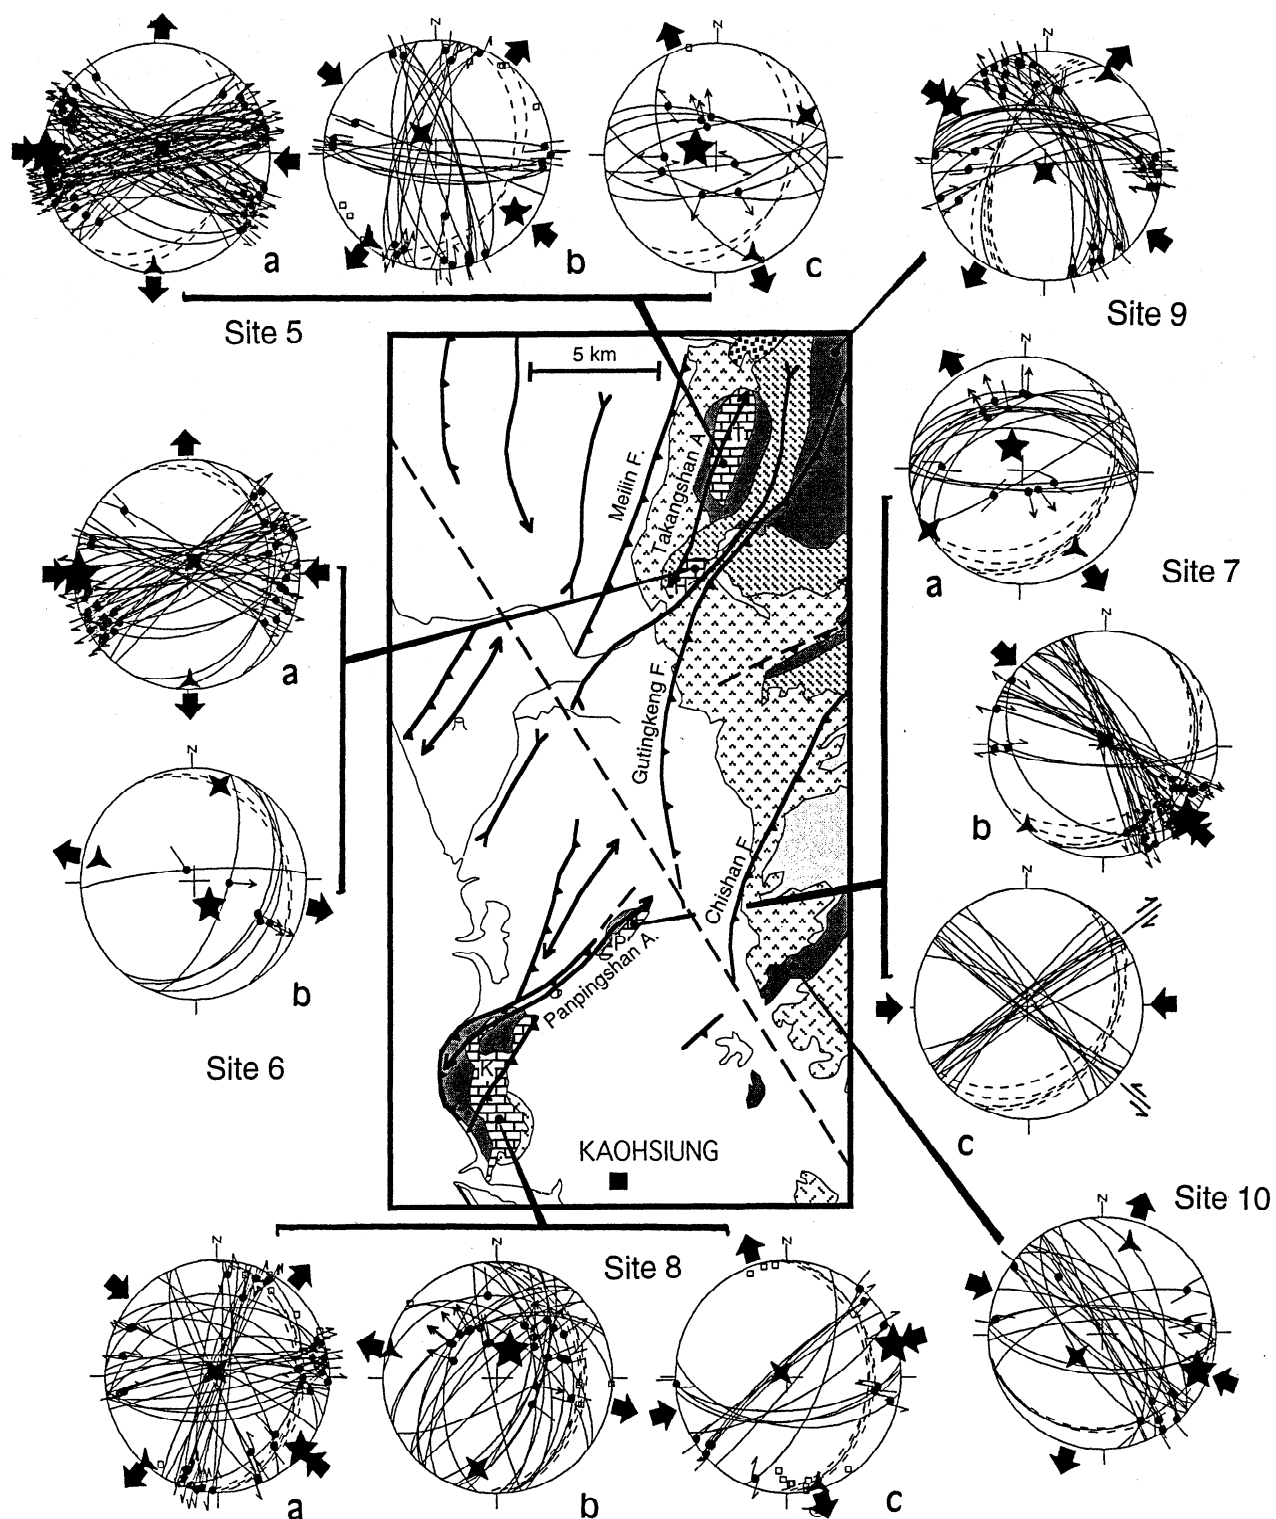 N
N
N
a
b
c
Site 5
Site 9
5 km
Meilin F.
Takangshan A.
T
H
N
a
Site 7
a
N
b
Gutingkeng F.
R
N
b
Site 6
Chishan F.
P
Panpingshan A.
K
N
c
KAOHSIUNG
N
Site 10
N
a
N
b
Site 8
N
c